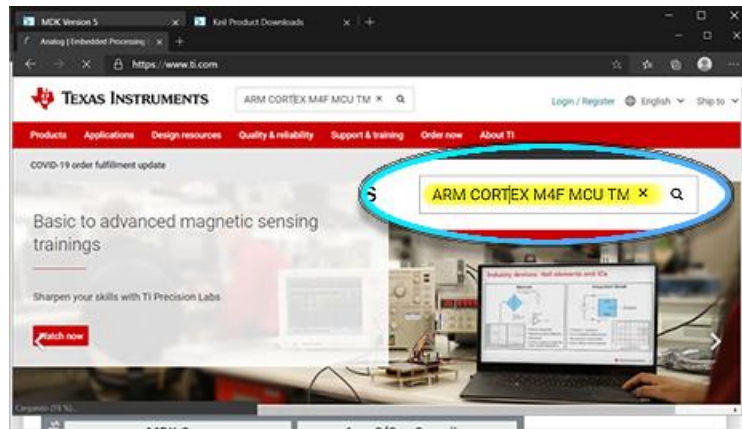 MDK Version 5
Keil Product Downloads
Analog | Embedded Processing
https://www.ti.com
TEXAS INSTRUMENTS
ARM CORTEX M4F MCU TM
Login / Register
English
Ship to
Products
Applications
Design resources
Quality & reliability
Support & training
Order now
About TI
COVID-19 order fulfillment update
S
ARM CORTEX M4F MCU TM
Basic to advanced magnetic sensing
trainings
Sharpen your skills with TI Precision Labs
Watch now
Industry devices: Hall elements and ICs